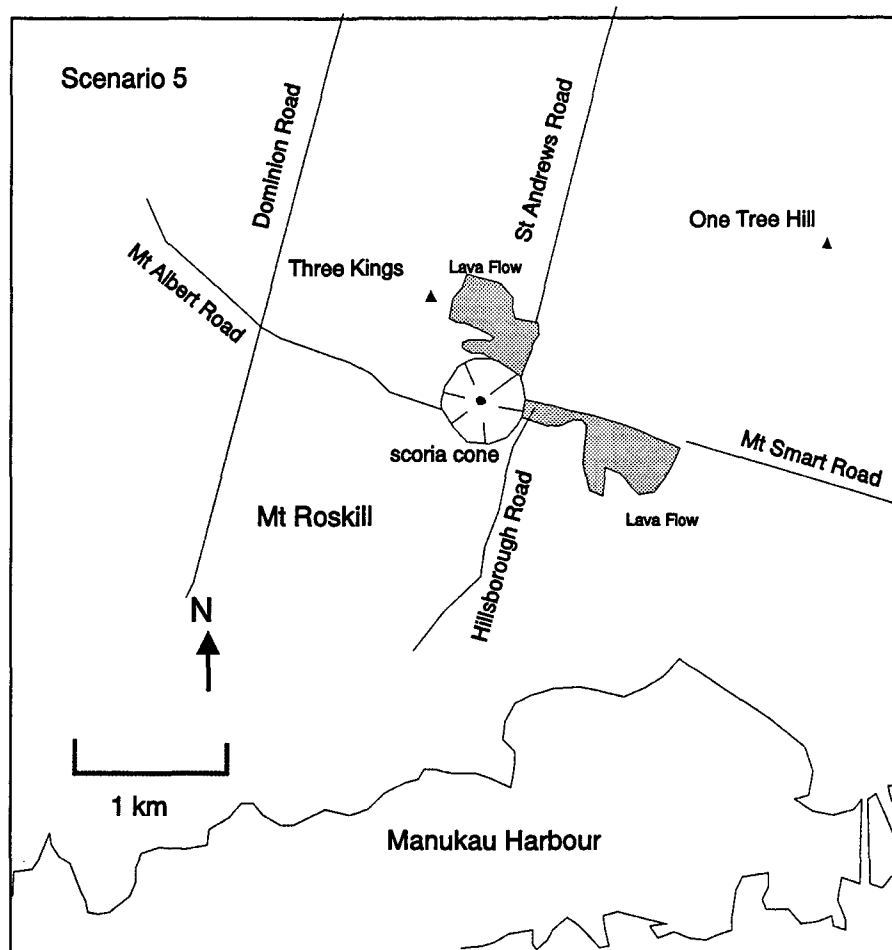 Scenario 5
Dominion Road
St Andrews Road
One Tree Hill
Mt Albert Road
Three Kings
Lava Flow
scoria cone
Mt Smart Road
Mt Roskill
Hillsborough Road
Lava Flow
N
1 km
Manukau Harbour